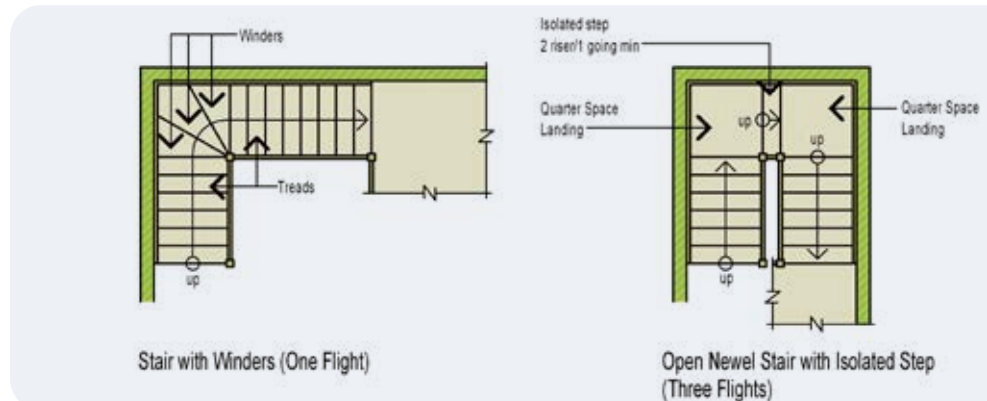 Winders
Treads
up
Stair with Winders (One Flight)
Isolated step
2 riser/1 going min
Quarter Space
Landing
up
Quarter Space
Landing
up
up
Open Newel Stair with Isolated Step
(Three Flights)